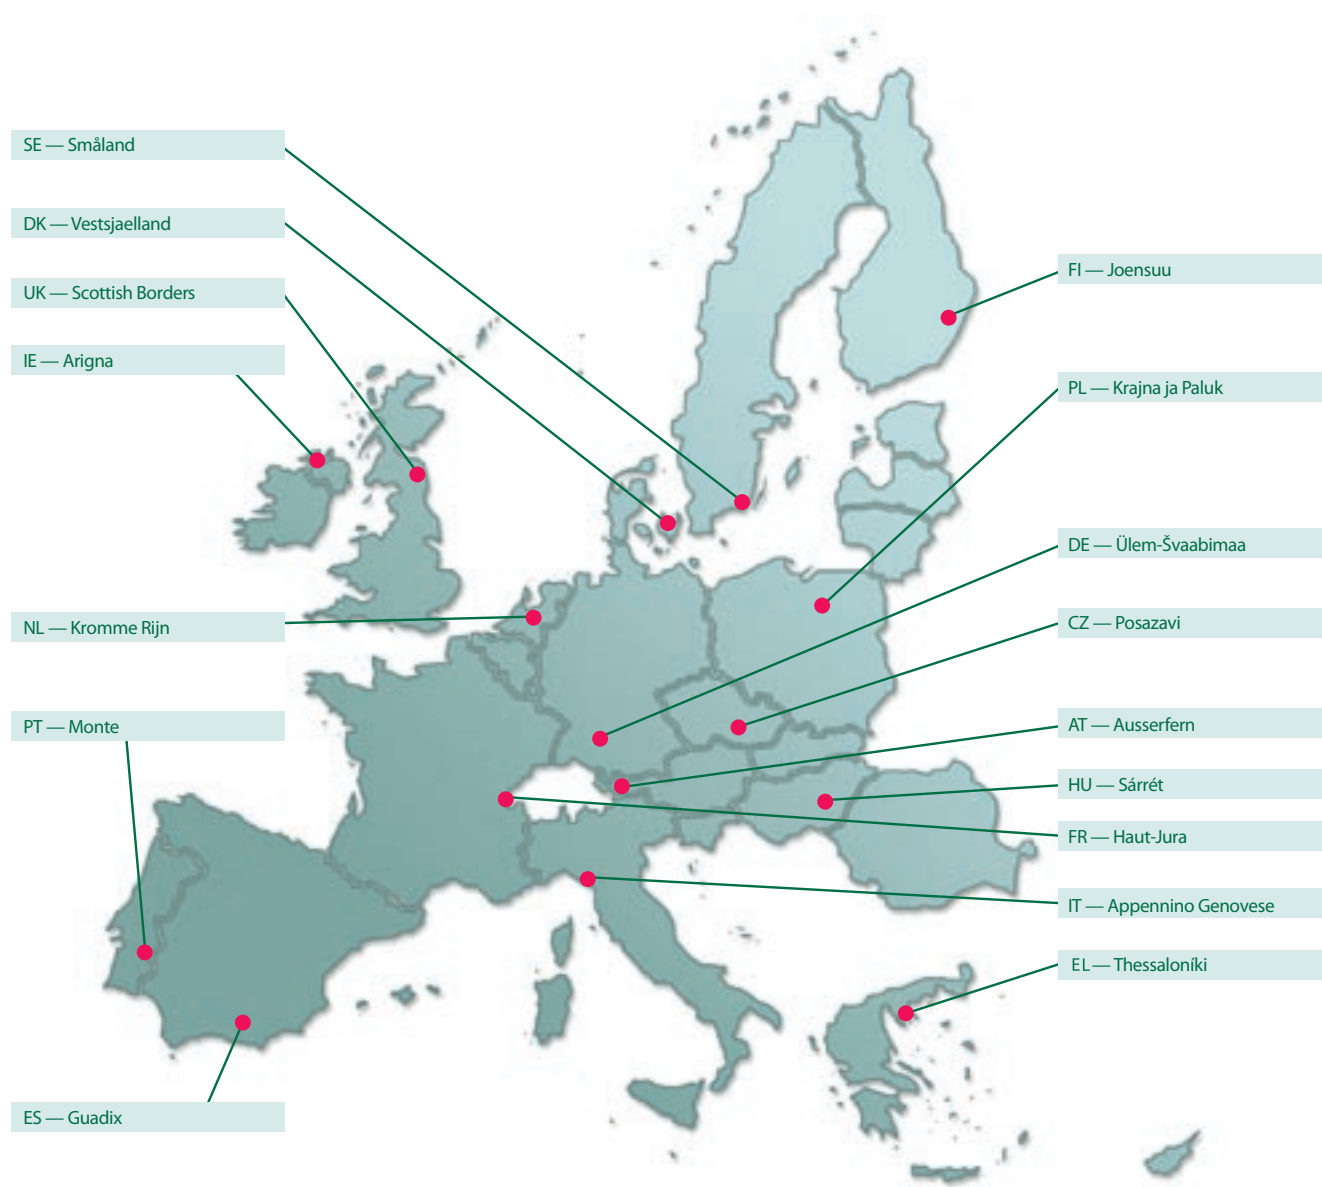 SE — Småland
DK — Vestsjaelland
UK — Scottish Borders
IE — Arigna
NL — Kromme Rijn
PT — Monte
ES — Guadix
FI — Joensuu
PL — Krajna ja Paluk
DE — Ülem-Švaabimaa
CZ — Posazavi
AT — Ausserfern
HU — Sárrét
FR — Haut-Jura
IT — Appennino Genovese
EL— Thessaloníki